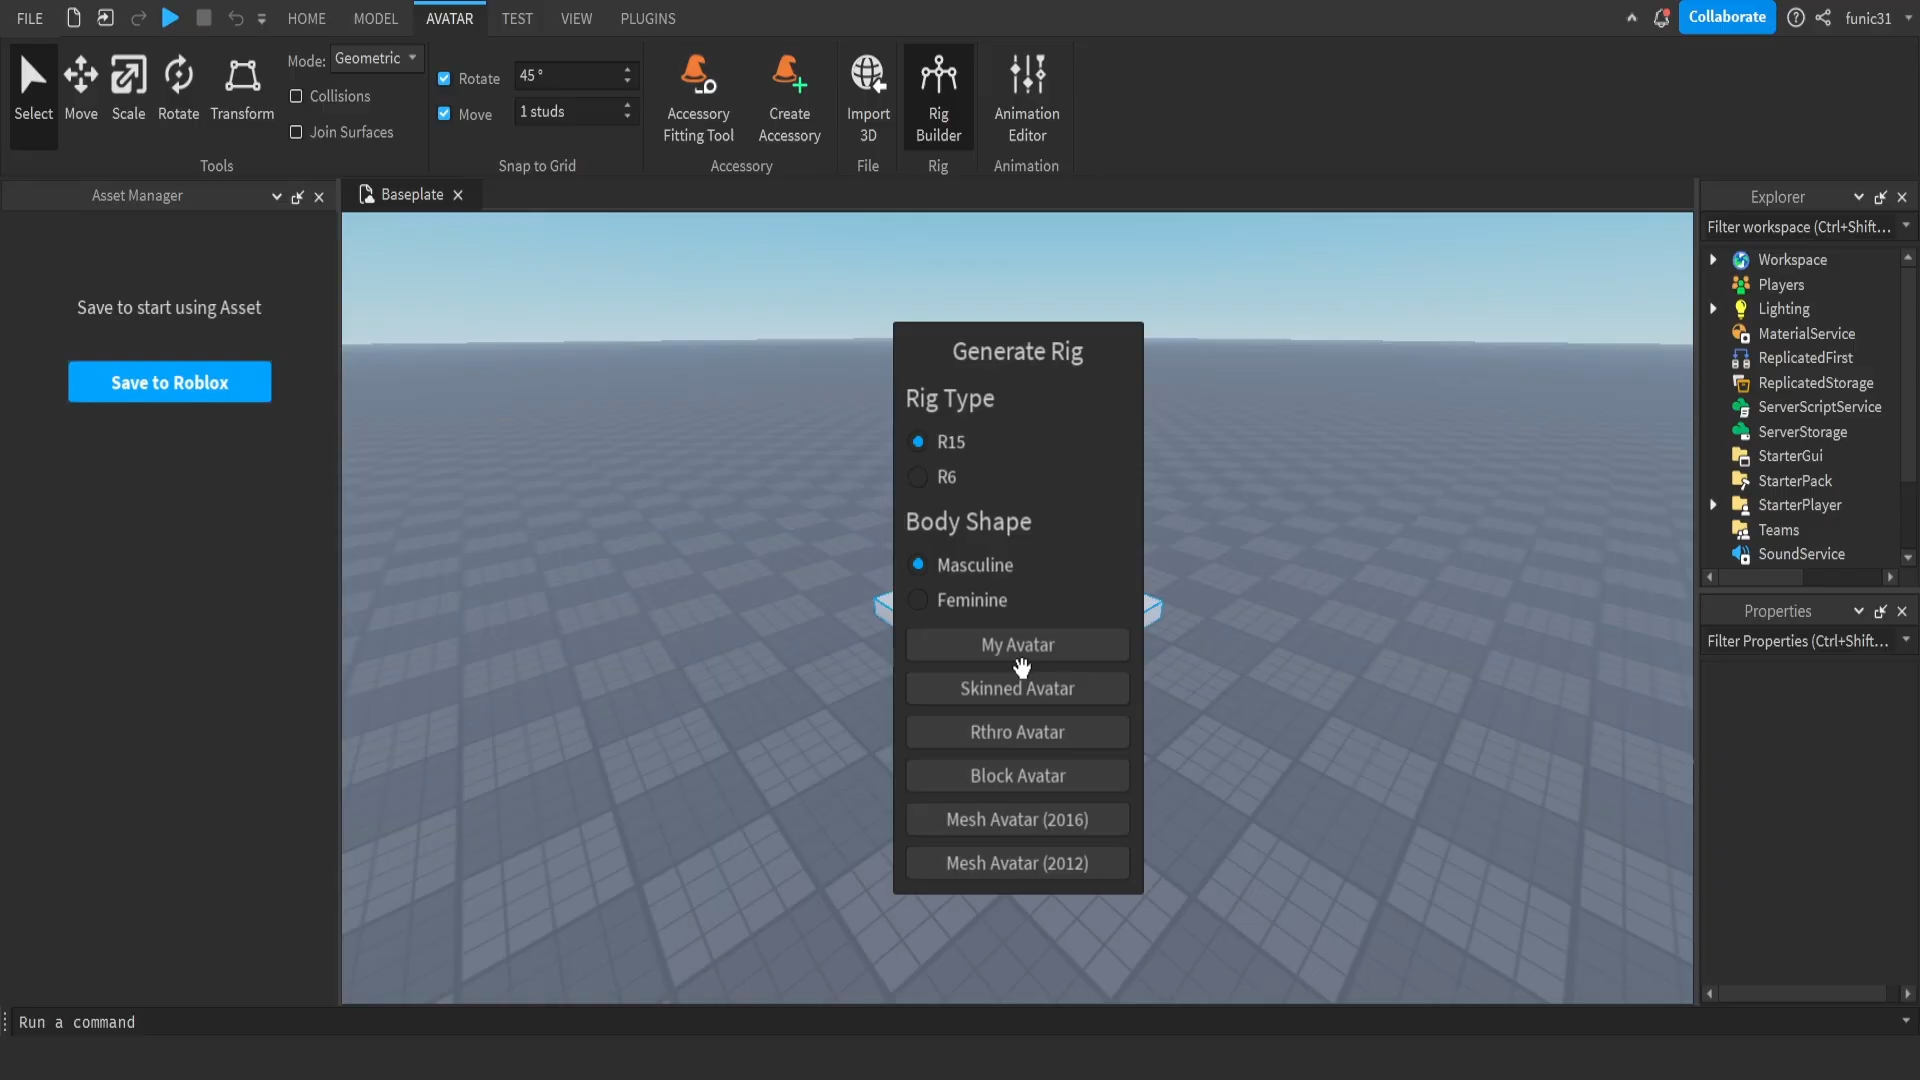 FILE HOME MODEL AVATAR TEST VIEW PLUGINS Collaborate funic31
Mode: Geometric
Collisions
Join Surfaces
Select Move Scale Rotate Transform
Tools
Rotate 45 °
Move 1 studs
Snap to Grid
Accessory Fitting Tool
Create Accessory
Accessory
Import 3D
File
Rig Builder
Rig
Animation Editor
Animation
Asset Manager
Save to start using Asset
Save to Roblox
Baseplate
Generate Rig
Rig Type
R15
R6
Body Shape
Masculine
Feminine
My Avatar
Skinned Avatar
Rthro Avatar
Block Avatar
Mesh Avatar (2016)
Mesh Avatar (2012)
Explorer
Filter workspace (Ctrl+Shift...
Workspace
Players
Lighting
MaterialService
ReplicatedFirst
ReplicatedStorage
ServerScriptService
ServerStorage
StarterGui
StarterPack
StarterPlayer
Teams
SoundService
Properties
Filter Properties (Ctrl+Shift...
Run a command